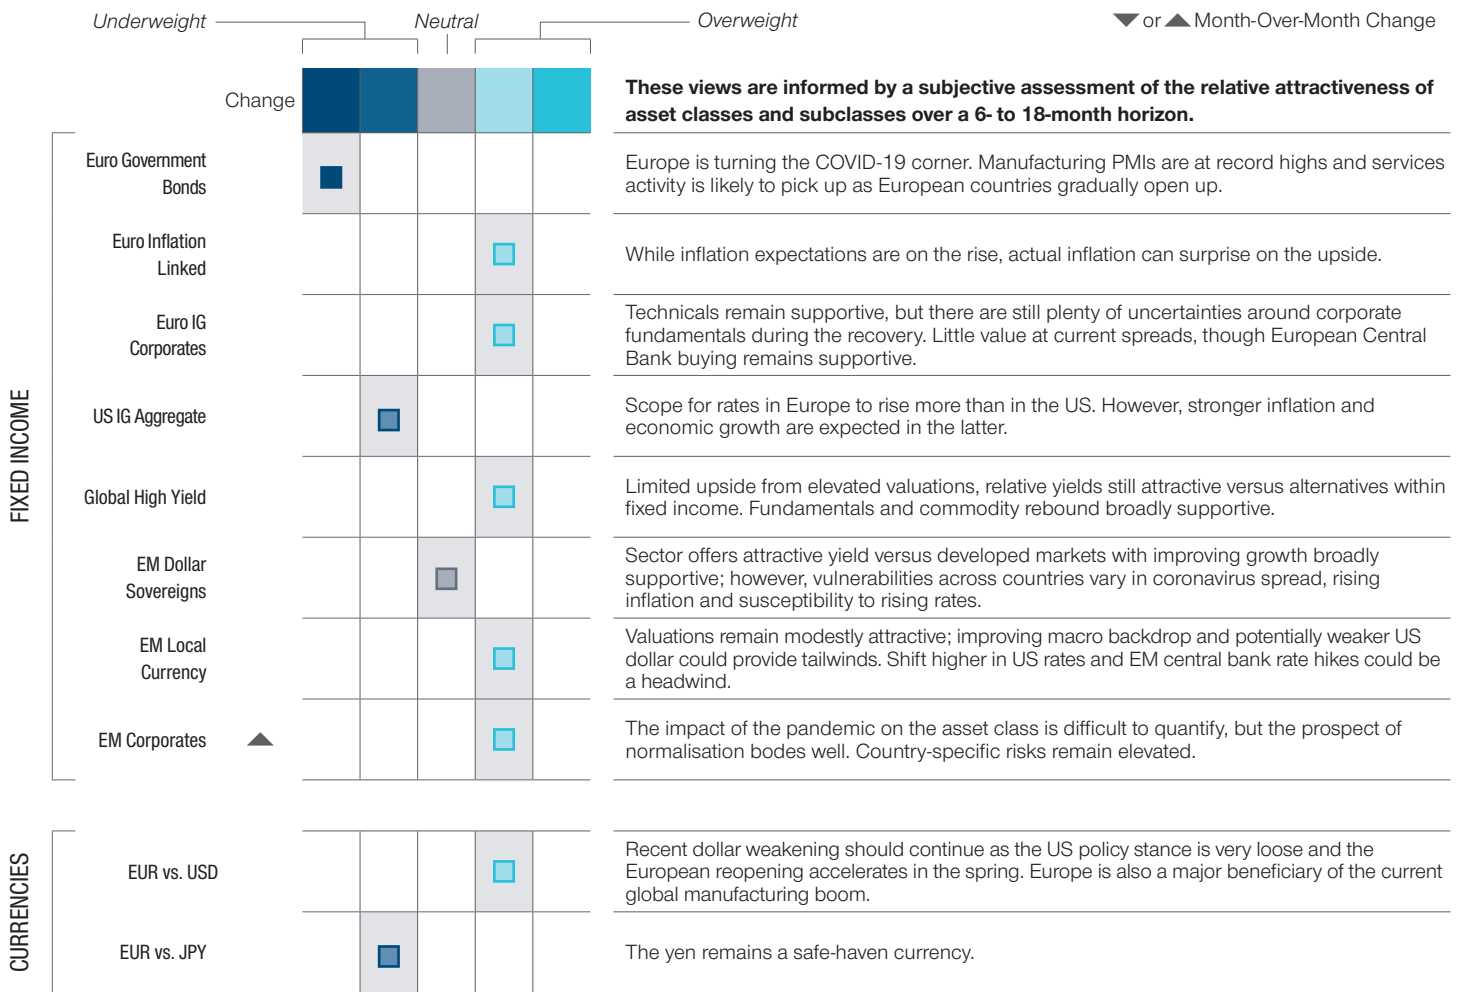 Underweight
Neutral
Overweight
or Month-Over-Month Change
Change
These views are informed by a subjective assessment of the relative attractiveness of
asset classes and subclasses over a 6- to 18-month horizon.
FIXED INCOME
Euro Government
Bonds
Europe is turning the COVID-19 corner. Manufacturing PMIs are at record highs and services
activity is likely to pick up as European countries gradually open up.
Euro Inflation
Linked
While inflation expectations are on the rise, actual inflation can surprise on the upside.
Euro IG
Corporates
Technicals remain supportive, but there are still plenty of uncertainties around corporate
fundamentals during the recovery. Little value at current spreads, though European Central
Bank buying remains supportive.
US IG Aggregate
Scope for rates in Europe to rise more than in the US. However, stronger inflation and
economic growth are expected in the latter.
Global High Yield
Limited upside from elevated valuations, relative yields still attractive versus alternatives within
fixed income. Fundamentals and commodity rebound broadly supportive.
EM Dollar
Sovereigns
Sector offers attractive yield versus developed markets with improving growth broadly
supportive; however, vulnerabilities across countries vary in coronavirus spread, rising
inflation and susceptibility to rising rates.
EM Local
Currency
Valuations remain modestly attractive; improving macro backdrop and potentially weaker US
dollar could provide tailwinds. Shift higher in US rates and EM central bank rate hikes could be
a headwind.
EM Corporates
The impact of the pandemic on the asset class is difficult to quantify, but the prospect of
normalisation bodes well. Country-specific risks remain elevated.
CURRENCIES
EUR vs. USD
Recent dollar weakening should continue as the US policy stance is very loose and the
European reopening accelerates in the spring. Europe is also a major beneficiary of the current
global manufacturing boom.
EUR vs. JPY
The yen remains a safe-haven currency.